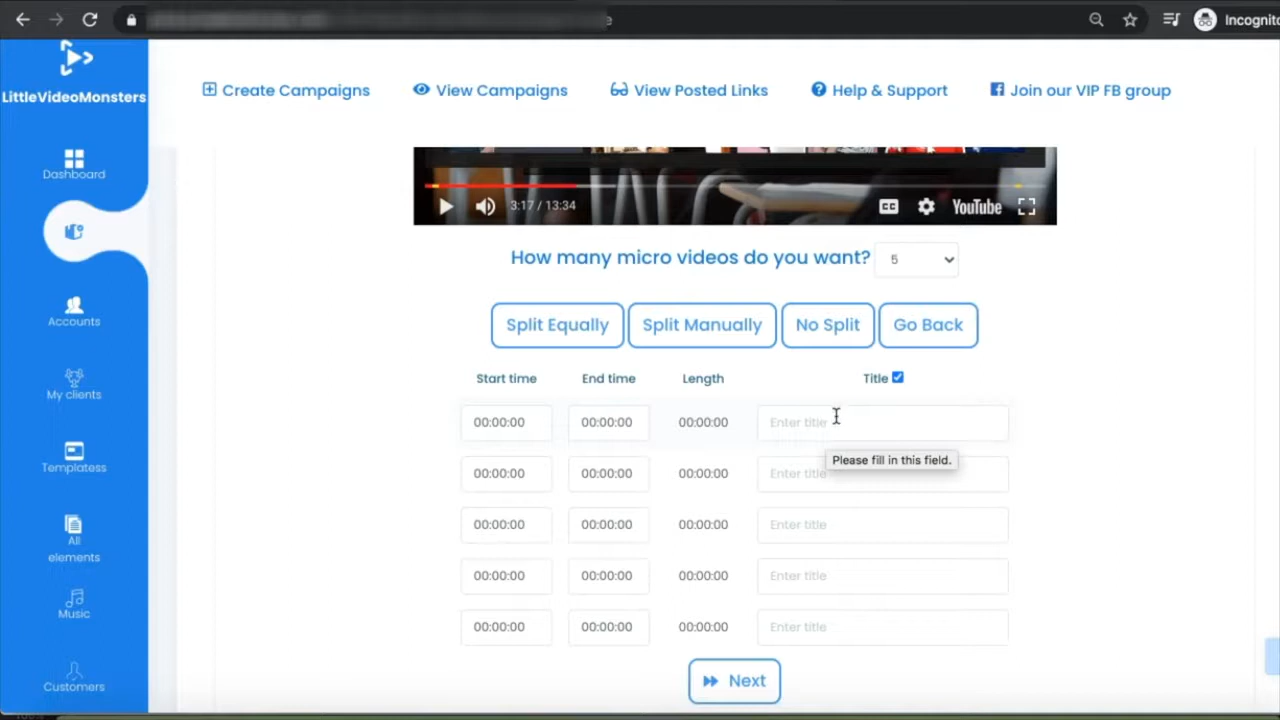 Incognito
LittleVideoMonsters
Create Campaigns
View Campaigns
View Posted Links
Help & Support
Join our VIP FB group
Dashboard
Accounts
My clients
Templatess
All
elements
Music
Customers
3:17 / 13:34
CC
YouTube
How many micro videos do you want?
5
Split Equally
Split Manually
No Split
Go Back
Start time
End time
Length
Title
00:00:00 00:00:00 00:00:00 Enter title
Please fill in this field.
00:00:00 00:00:00 00:00:00 Enter title
00:00:00 00:00:00 00:00:00 Enter title
00:00:00 00:00:00 00:00:00 Enter title
00:00:00 00:00:00 00:00:00 Enter title
Next